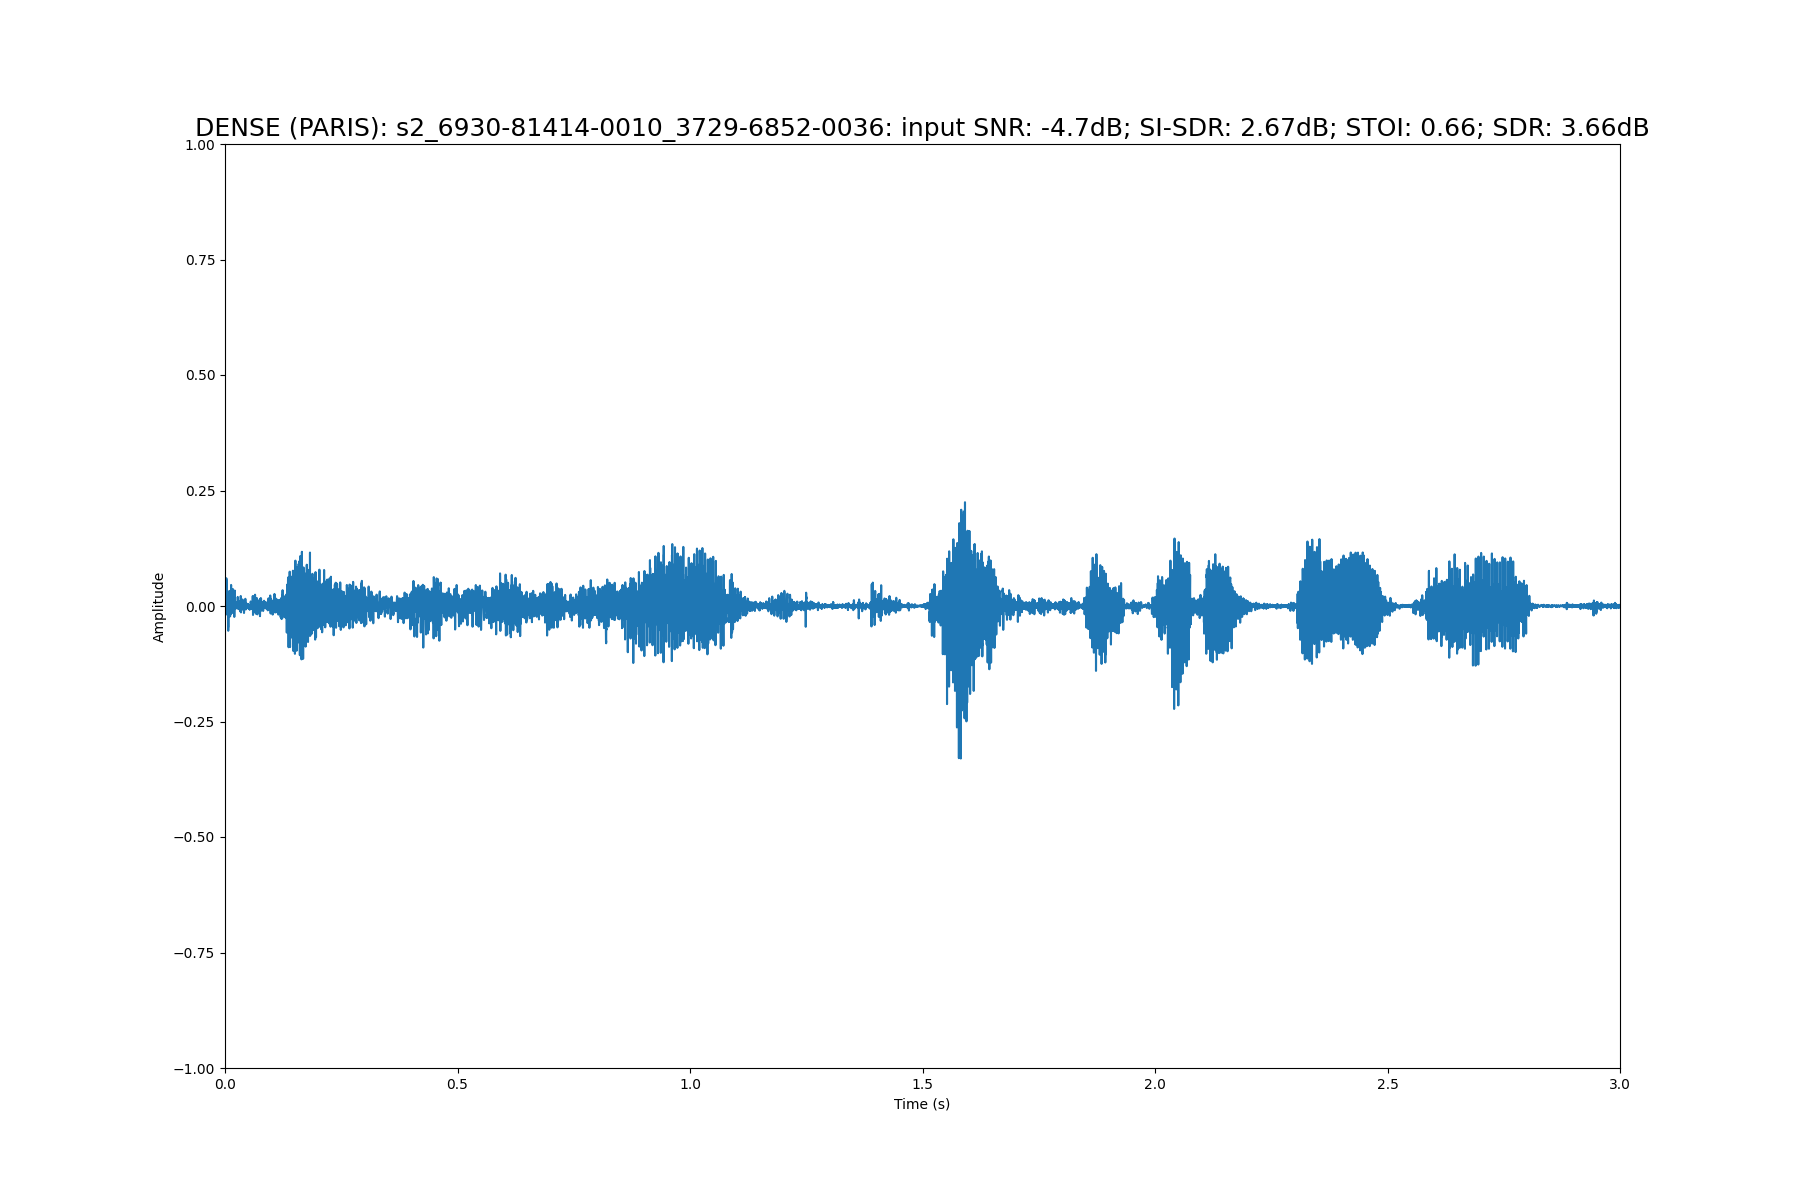 DENSE (PARIS): s2_6930-81414-0010_3729-6852-0036: input SNR: -4.7dB; SI-SDR: 2.67dB; STOI: 0.66; SDR: 3.66dB
1.00
0.75
0.50
0.25
0.00
−0.25
−0.50
−0.75
−1.00
Amplitude
0.0 0.5 1.0 1.5 2.0 2.5 3.0
Time (s)